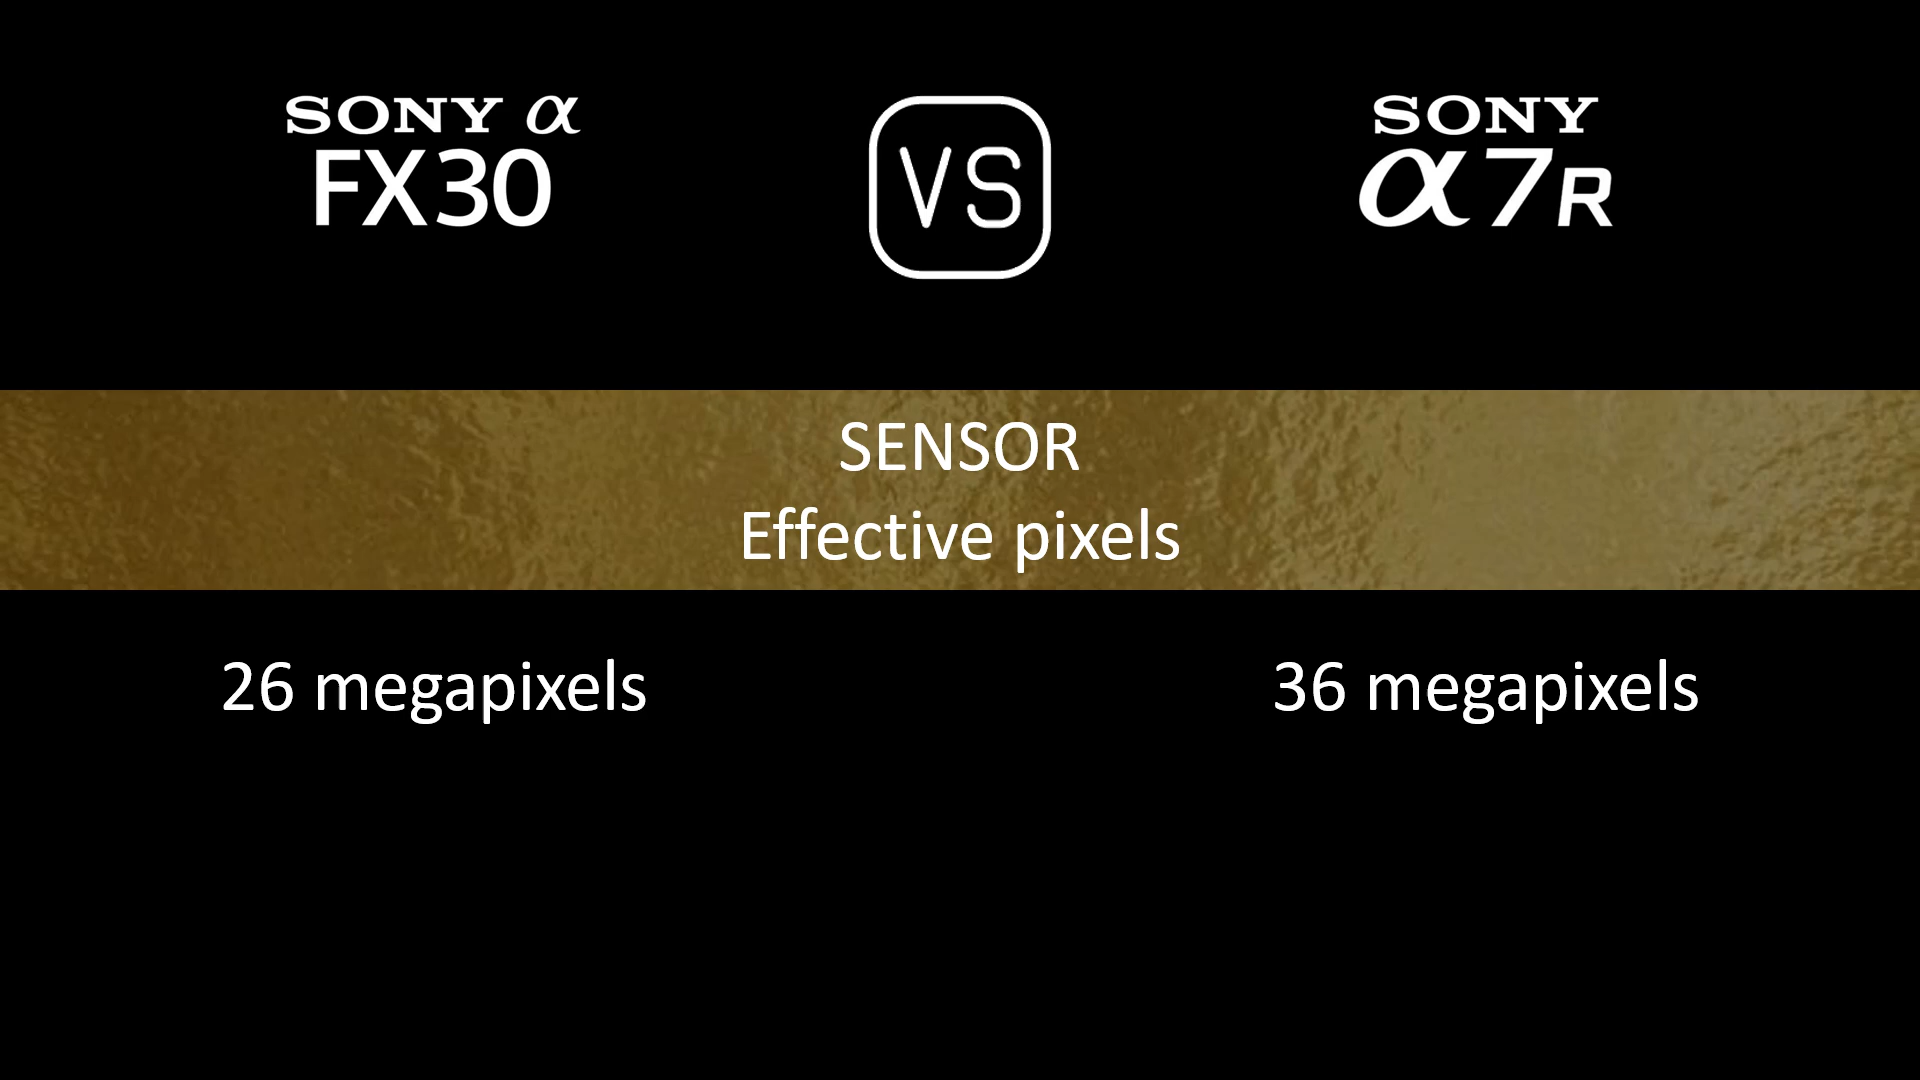 SONY α
FX30
VS
SONY
α7R
SENSOR
Effective pixels
26 megapixels
36 megapixels